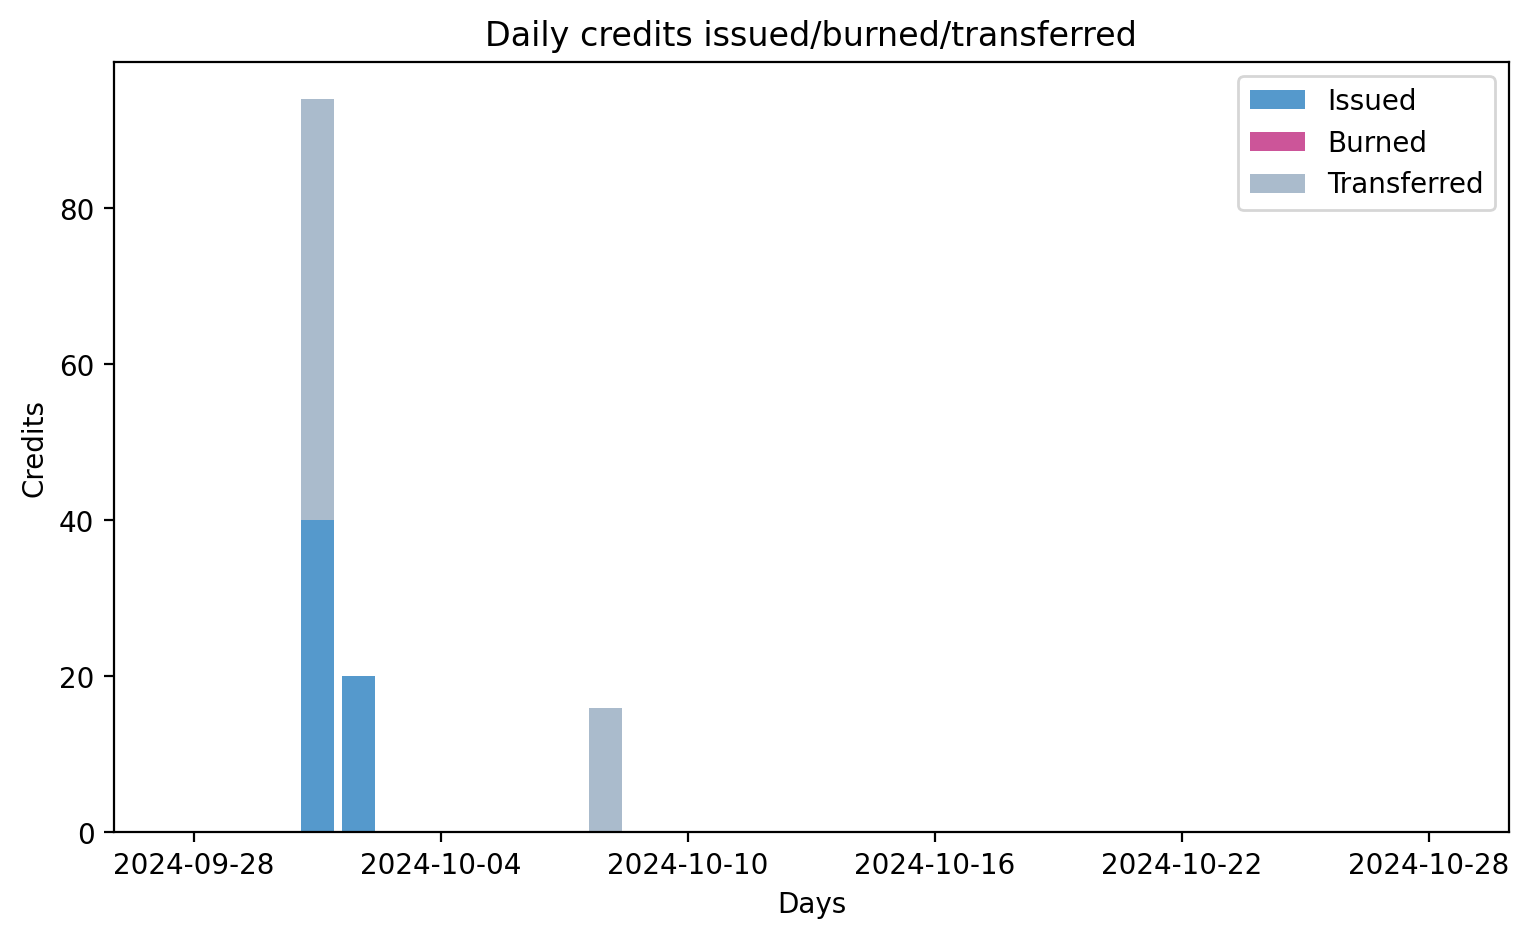 Daily credits issued/burned/transferred
Issued
Burned
Transferred
Credits
80
60
40
20
0
2024-09-28 2024-10-04 2024-10-10 2024-10-16 2024-10-22 2024-10-28
Days